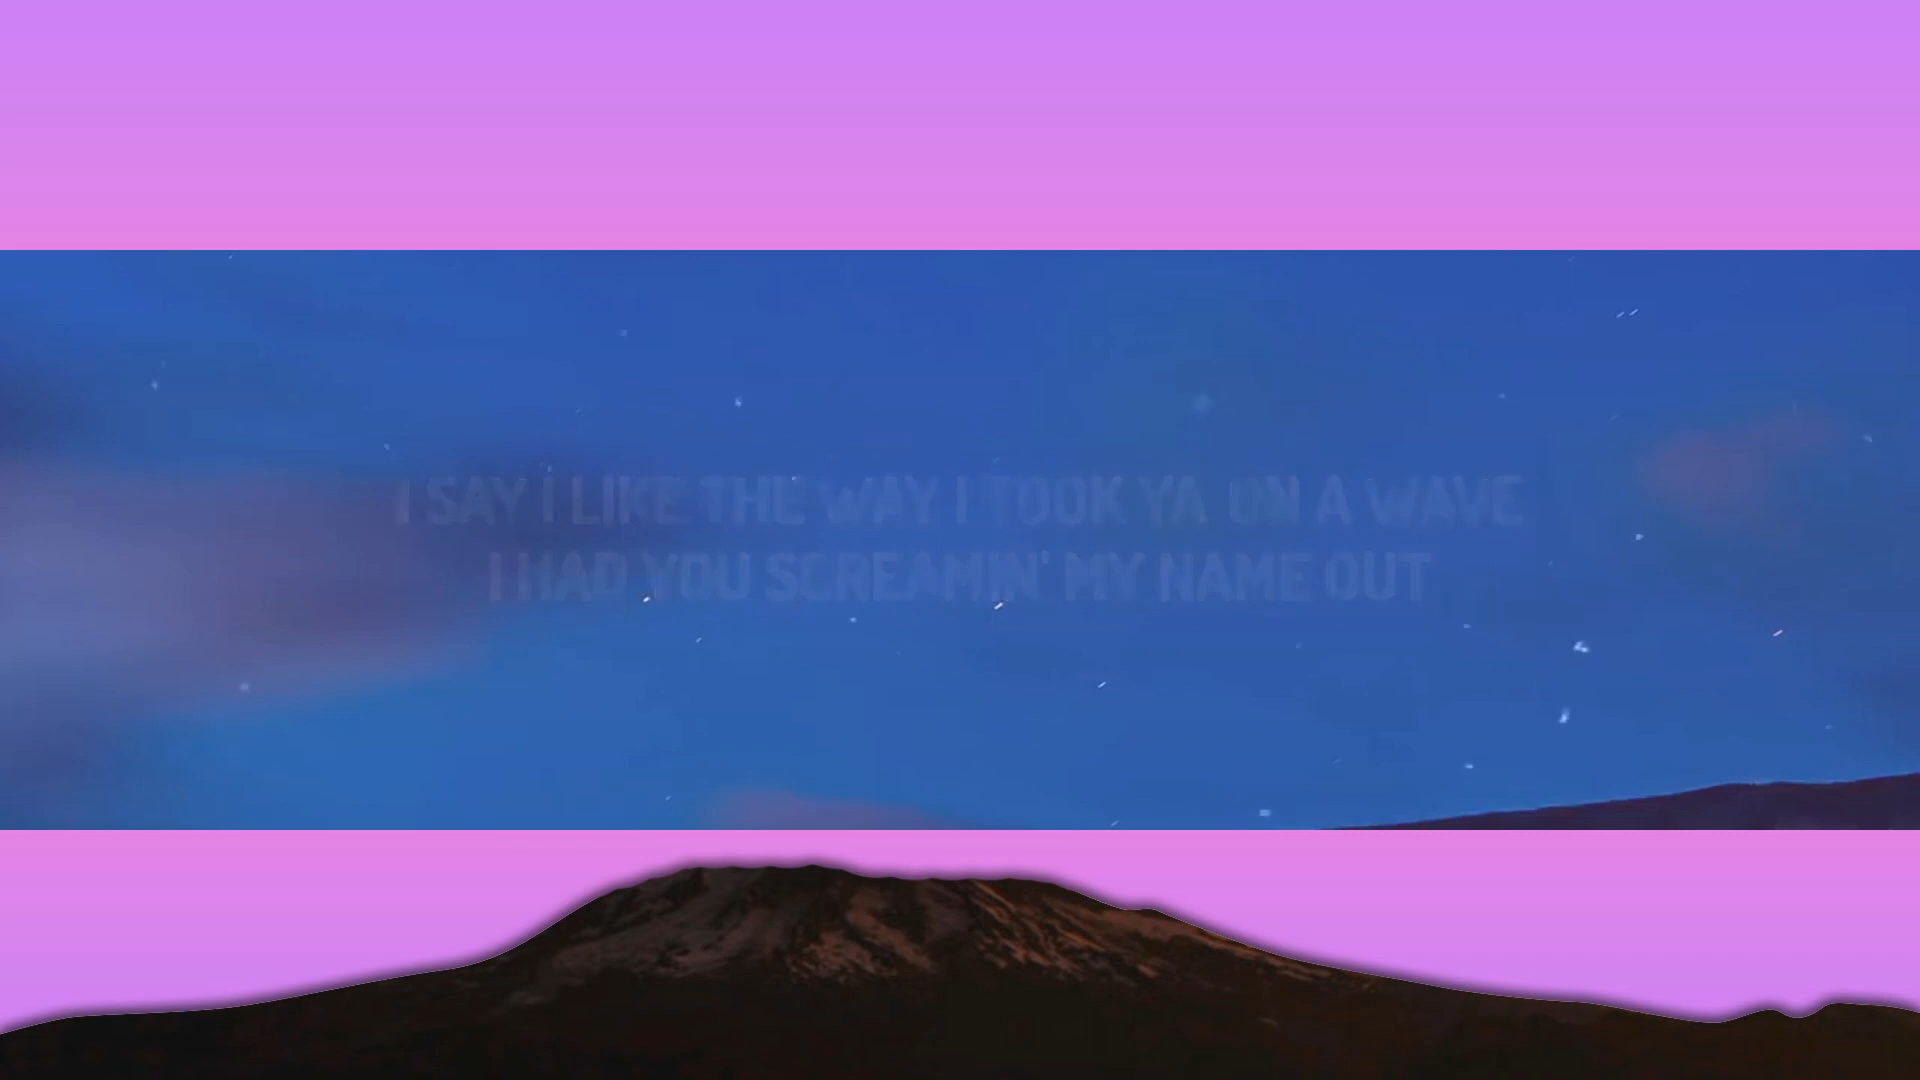 I SAY I LIKE THE WAY I TOOK YA ON A WAVE
I HAD YOU SCREAMIN' MY NAME OUT